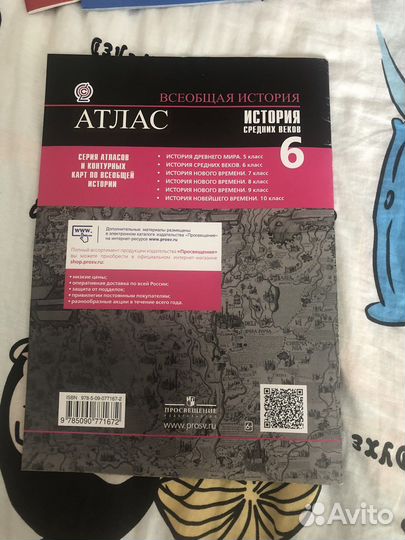 ВСЕОБЩАЯ ИСТОРИЯ
АТЛАС
ИСТОРИЯ
СРЕДНИХ ВЕКОВ
6
СЕРИЯ АТЛАСОВ
И КОНТУРНЫХ
КАРТ ПО ВСЕОБЩЕЙ
ИСТОРИИ
• ИСТОРИЯ ДРЕВНЕГО МИРА. 5 класс
• ИСТОРИЯ СРЕДНИХ ВЕКОВ. 6 класс
• ИСТОРИЯ НОВОГО ВРЕМЕНИ. 7 класс
• ИСТОРИЯ НОВОГО ВРЕМЕНИ. 8 класс
• ИСТОРИЯ НОВОГО ВРЕМЕНИ. 9 класс
• ИСТОРИЯ НОВЕЙШЕГО ВРЕМЕНИ. 10 класс
www.
Дополнительные материалы размещены
в электронном каталоге издательства «Просвещение»
на интернет-ресурсе www.prosv.ru
Полный ассортимент продукции издательства «Просвещение»
вы можете приобрести в официальном интернет-магазине
shop.prosv.ru:
• низкие цены;
• оперативная доставка по всей России;
• защита от подделок;
• привилегии постоянным покупателям;
• разнообразные акции в течение всего года.
ISBN 978-5-09-077167-2
9 785090 771672
ПРОСВЕЩЕНИЕ
ИЗДАТЕЛЬСТВО
www.prosv.ru
6+
ДУХЗ
Avito